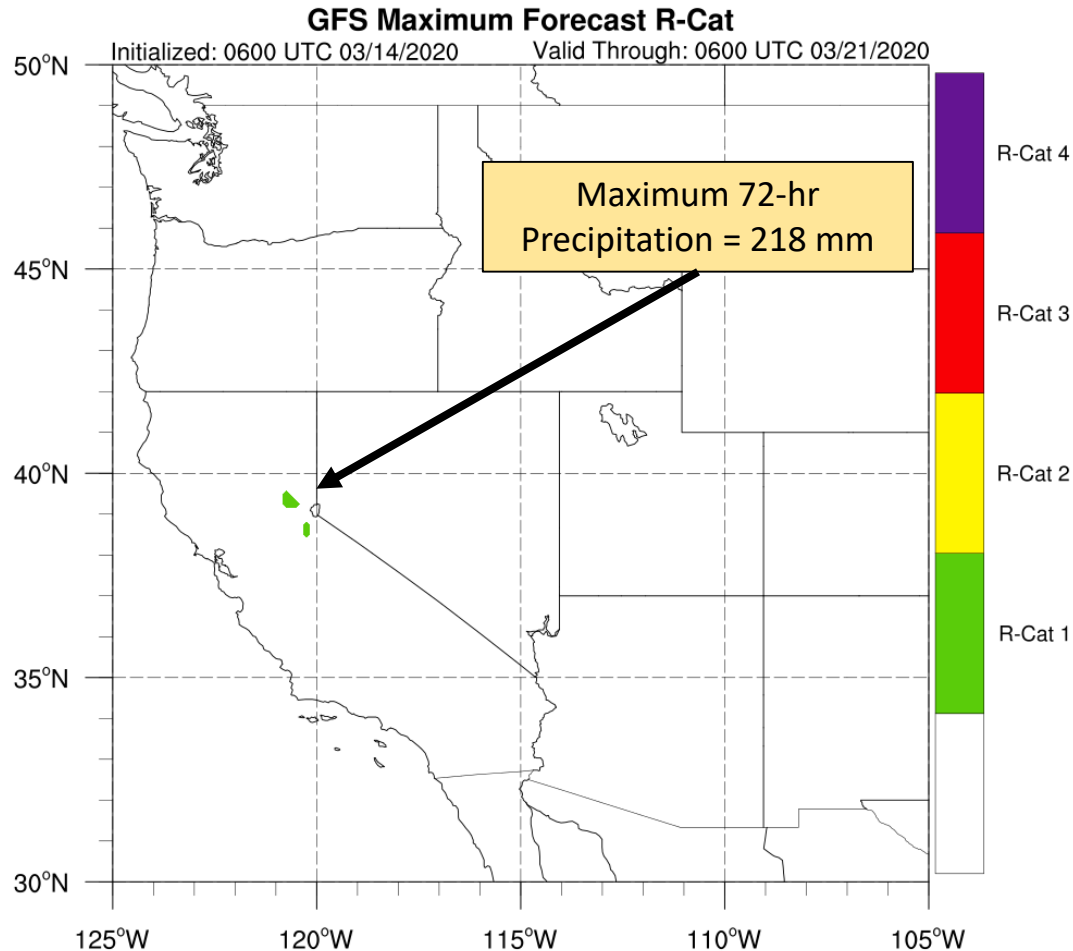 GFS Maximum Forecast R-Cat
Initialized: 0600 UTC 03/14/2020 Valid Through: 0600 UTC 03/21/2020
50°N
R-Cat 4
Maximum 72-hr
Precipitation = 218 mm
45°N
R-Cat 3
40°N
R-Cat 2
R-Cat 1
35°N
30°N
125°W 120°W 115°W 110°W 105°W